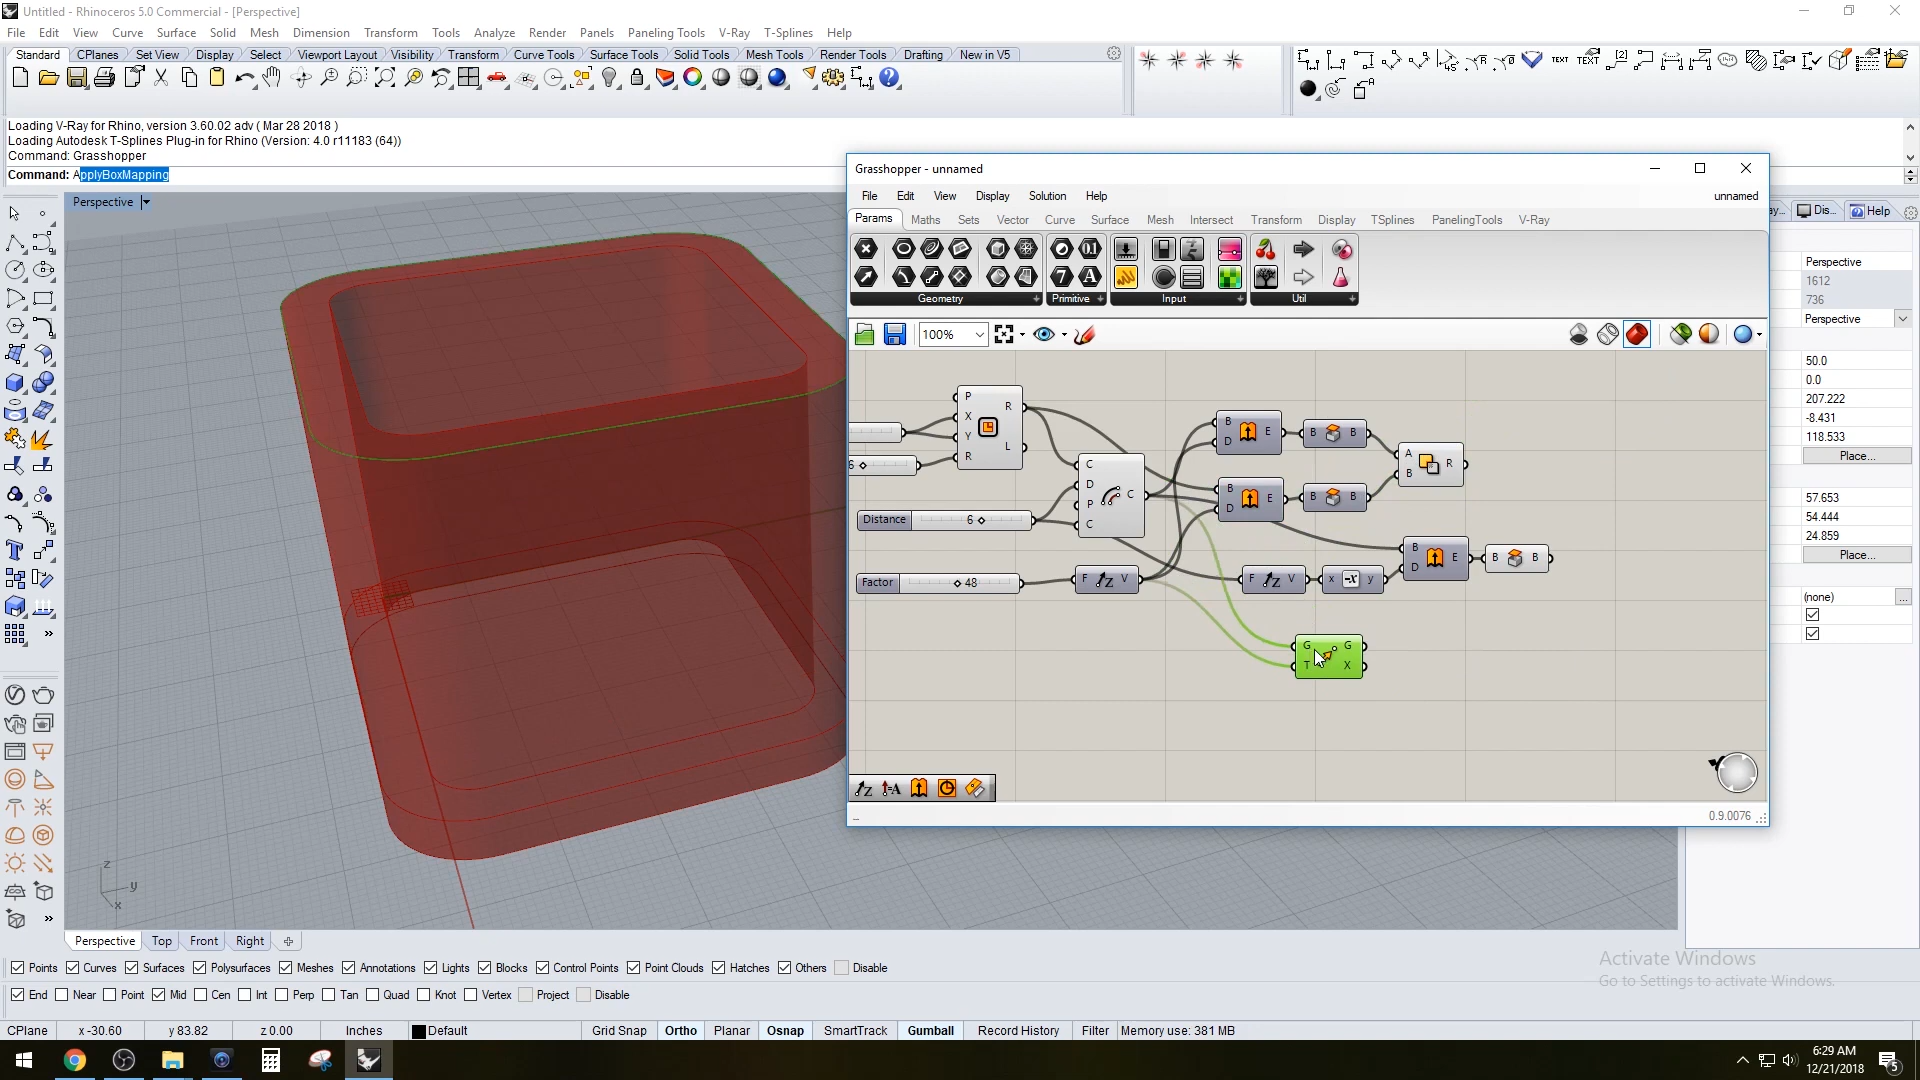 Untitled - Rhinoceros 5.0 Commercial - [Perspective]
File Edit View Curve Surface Solid Mesh Dimension Transform Tools Analyze Render Panels Paneling Tools V-Ray T-Splines Help
Standard CPlanes Set View Display Select Viewport Layout Visibility Transform Curve Tools Surface Tools Solid Tools Mesh Tools Render Tools Drafting New in V5
TEXT TEXT
Loading V-Ray for Rhino, version 3.60.02 adv ( Mar 28 2018 )
Loading Autodesk T-Splines Plug-in for Rhino (Version: 4.0 r11183 (64))
Command: Grasshopper
Command: ApplyBoxMapping
Perspective
Grasshopper - unnamed
File Edit View Display Solution Help unnamed
Params Maths Sets Vector Curve Surface Mesh Intersect Transform Display TSplines PanelingTools V-Ray
Geometry Primitive Input Util
100%
P X Y R R L
6
C D P C C
Distance 6
Factor 48
F V
B D E B B
B D E B B
A B R
F V x -x y
B D E B B
G T G X
0.9.0076
Dis... Help
Perspective
1612
736
Perspective
50.0
0.0
207.222
-8.431
118.533
Place...
57.653
54.444
24.859
Place...
(none) ...
z y x
Perspective Top Front Right
Points Curves Surfaces Polysurfaces Meshes Annotations Lights Blocks Control Points Point Clouds Hatches Others Disable
End Near Point Mid Cen Int Perp Tan Quad Knot Vertex Project Disable
Activate Windows
Go to Settings to activate Windows.
CPlane x -30.60 y 83.82 z 0.00 Inches Default Grid Snap Ortho Planar Osnap SmartTrack Gumball Record History Filter Memory use: 381 MB
6:29 AM
12/21/2018
5